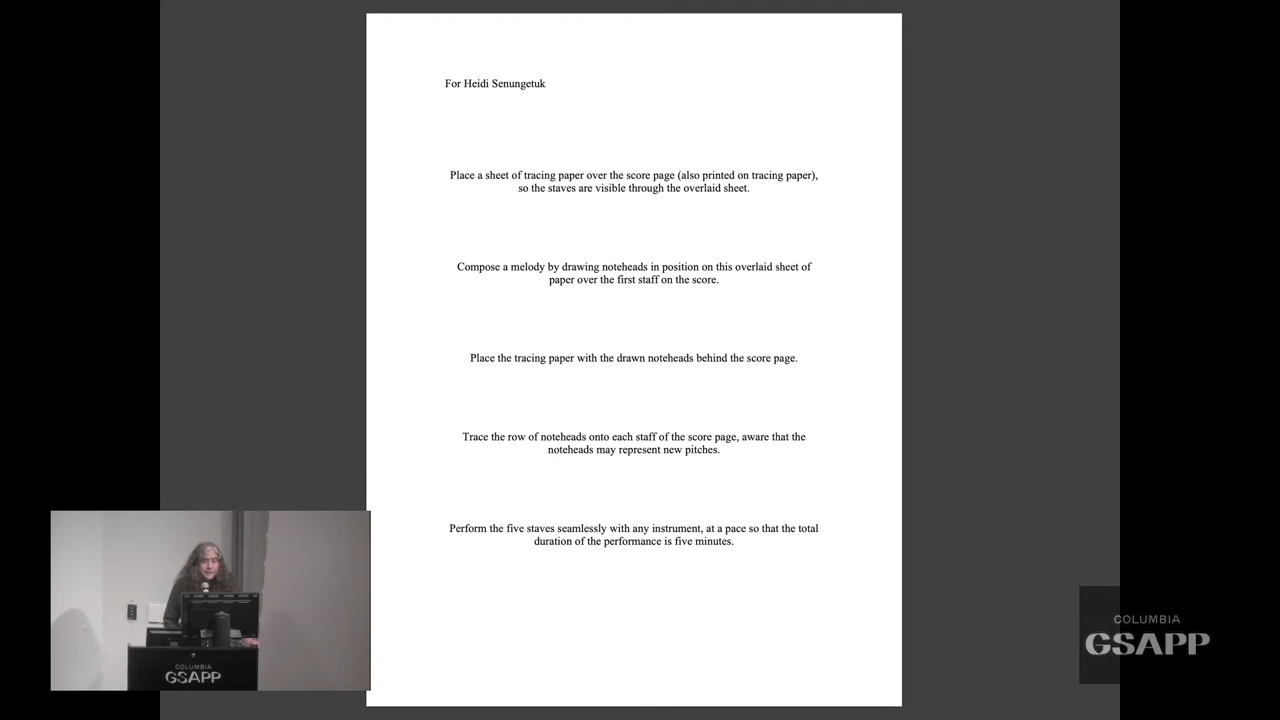 For Heidi Senungetuk
Place a sheet of tracing paper over the score page (also printed on tracing paper),
so the staves are visible through the overlaid sheet.
Compose a melody by drawing noteheads in position on this overlaid sheet of
paper over the first staff on the score.
Place the tracing paper with the drawn noteheads behind the score page.
Trace the row of noteheads onto each staff of the score page, aware that the
noteheads may represent new pitches.
Perform the five staves seamlessly with any instrument, at a pace so that the total
duration of the performance is five minutes.
COLUMBIA
GSAPP
COLUMBIA
GSAPP